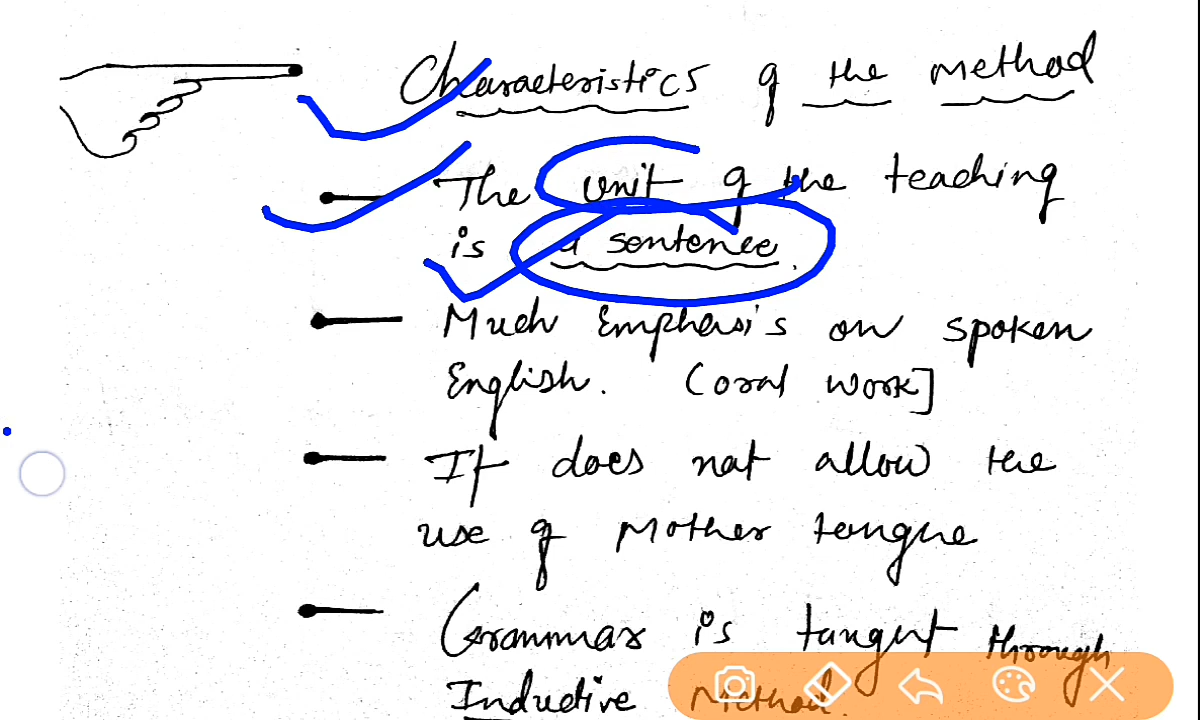 Characteristics of the method
The unit of the teaching
is a sentence.
Much Emphasis on spoken
English. (oral work]
It does not allow the
use of Mother tongue
Grammar is taught through
Inductive Method.